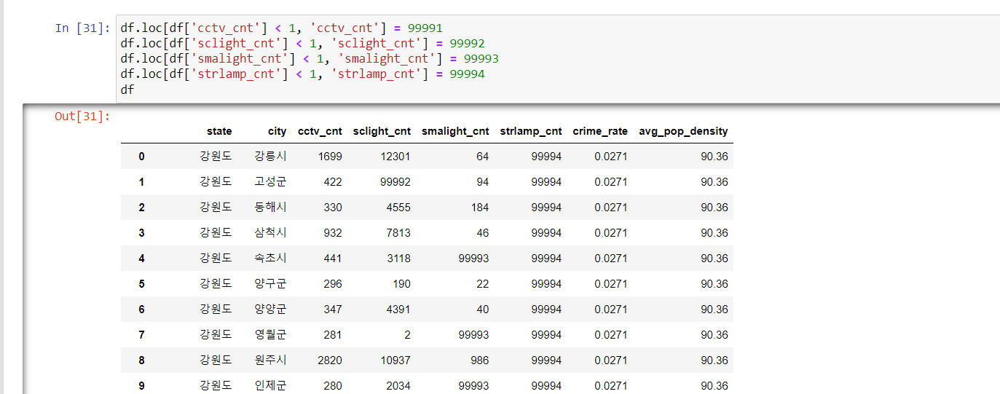 In [31]: df.loc[df['cctv_cnt'] < 1, 'cctv_cnt'] = 99991
df.loc[df['sclight_cnt'] < 1, 'sclight_cnt'] = 99992
df.loc[df['smalight_cnt'] < 1, 'smalight_cnt'] = 99993
df.loc[df['strlamp_cnt'] < 1, 'strlamp_cnt'] = 99994
df
Out[31]:
state city cctv_cnt sclight_cnt smalight_cnt strlamp_cnt crime_rate avg_pop_density
0 강원도 강릉시 1699 12301 64 99994 0.0271 90.36
1 강원도 고성군 422 99992 94 99994 0.0271 90.36
2 강원도 동해시 330 4555 184 99994 0.0271 90.36
3 강원도 삼척시 932 7813 46 99994 0.0271 90.36
4 강원도 속초시 441 3118 99993 99994 0.0271 90.36
5 강원도 양구군 296 190 22 99994 0.0271 90.36
6 강원도 양양군 347 4391 40 99994 0.0271 90.36
7 강원도 영월군 281 2 99993 99994 0.0271 90.36
8 강원도 원주시 2820 10937 986 99994 0.0271 90.36
9 강원도 인제군 280 2034 99993 99994 0.0271 90.36